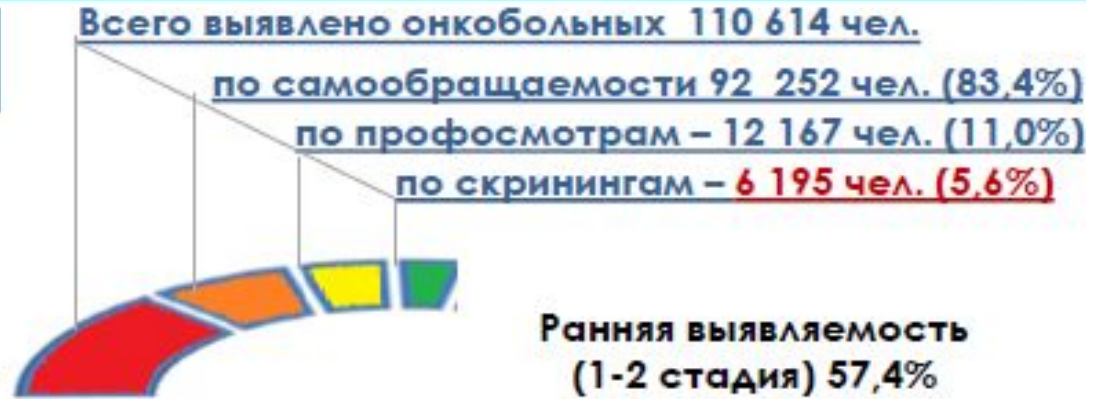 Всего выявлено онкобольных 110 614 чел.
по самообращаемости 92 252 чел. (83,4%)
по профосмотрам – 12 167 чел. (11,0%)
по скринингам – 6 195 чел. (5,6%)
Ранняя выявляемость
(1-2 стадия) 57,4%